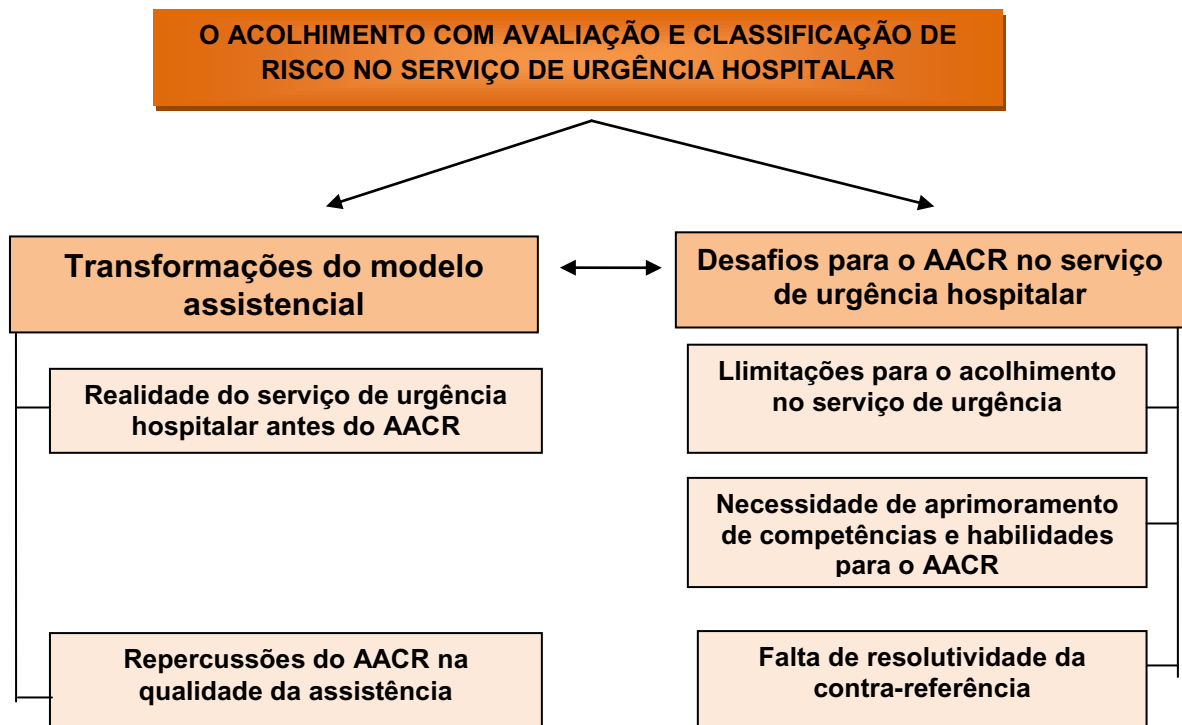 O ACOLHIMENTO COM AVALIAÇÃO E CLASSIFICAÇÃO DE
RISCO NO SERVIÇO DE URGÊNCIA HOSPITALAR
Transformações do modelo
assistencial
Realidade do serviço de urgência
hospitalar antes do AACR
Repercussões do AACR na
qualidade da assistência
Desafios para o AACR no serviço
de urgência hospitalar
Llimitações para o acolhimento
no serviço de urgência
Necessidade de aprimoramento
de competências e habilidades
para o AACR
Falta de resolutividade da
contra-referência